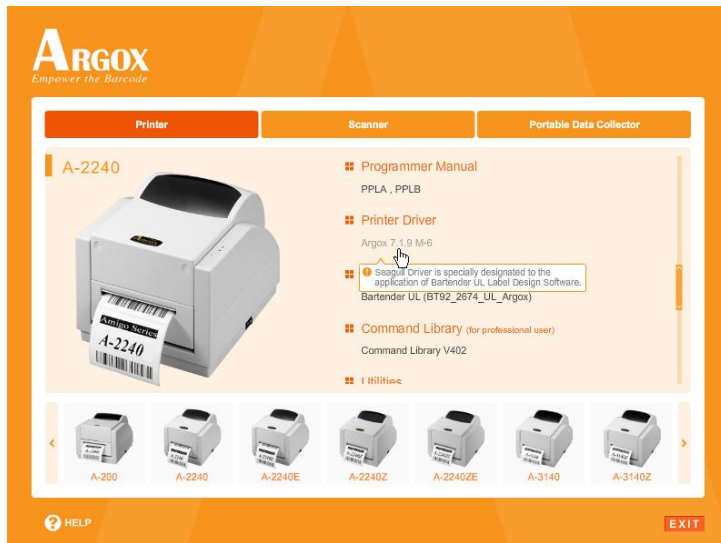 ARGOX
Empower the Barcode
Printer
Scanner
Portable Data Collector
A-2240
Argox
Amigo Series
A-2240
Programmer Manual
PPLA , PPLB
Printer Driver
Argox 7.1.9 M-6
Seagull Driver is specially designated to the
application of Bartender UL Label Design Software.
Bartender UL (BT92_2674_UL_Argox)
Command Library (for professional user)
Command Library V402
Utilities
A-200
A-2240
A-2240E
A-2240Z
A-2240ZE
A-3140
A-3140Z
? HELP
EXIT